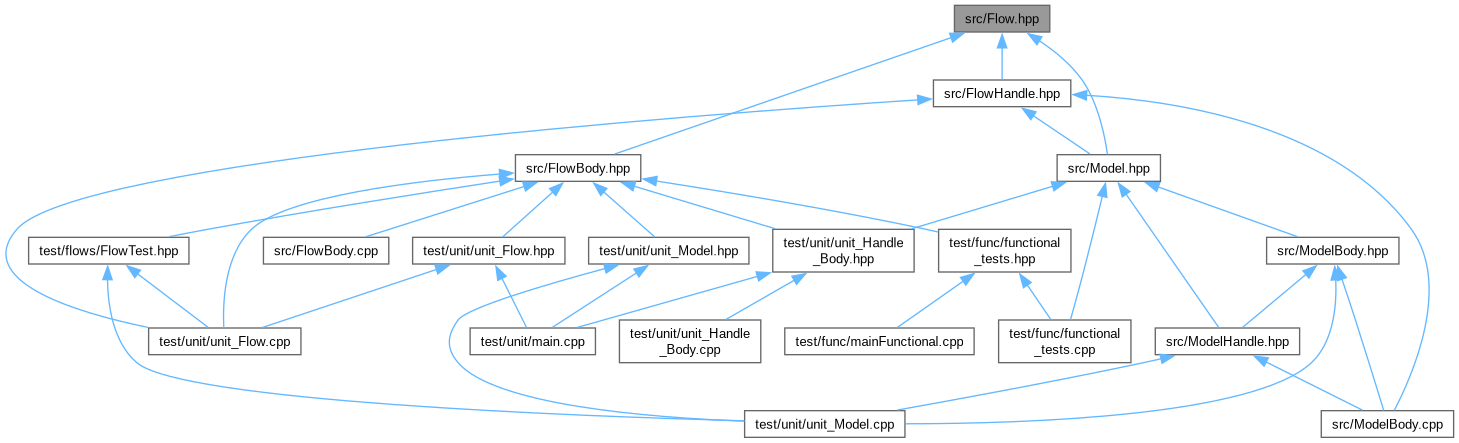 src/Flow.hpp
src/FlowHandle.hpp
src/FlowBody.hpp
src/Model.hpp
test/flows/FlowTest.hpp
src/FlowBody.cpp
test/unit/unit_Flow.hpp
test/unit/unit_Model.hpp
test/unit/unit_Handle
_Body.hpp
test/func/functional
_tests.hpp
src/ModelBody.hpp
test/unit/unit_Flow.cpp
test/unit/main.cpp
test/unit/unit_Handle
_Body.cpp
test/func/mainFunctional.cpp
test/func/functional
_tests.cpp
src/ModelHandle.hpp
test/unit/unit_Model.cpp
src/ModelBody.cpp